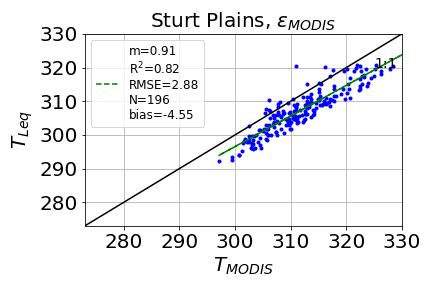 Sturt Plains, ε_MODIS
330
320
310
300
290
280
T_Leq
m=0.91
R²=0.82
RMSE=2.88
N=196
bias=-4.55
1:1
280
290
300
310
320
330
T_MODIS